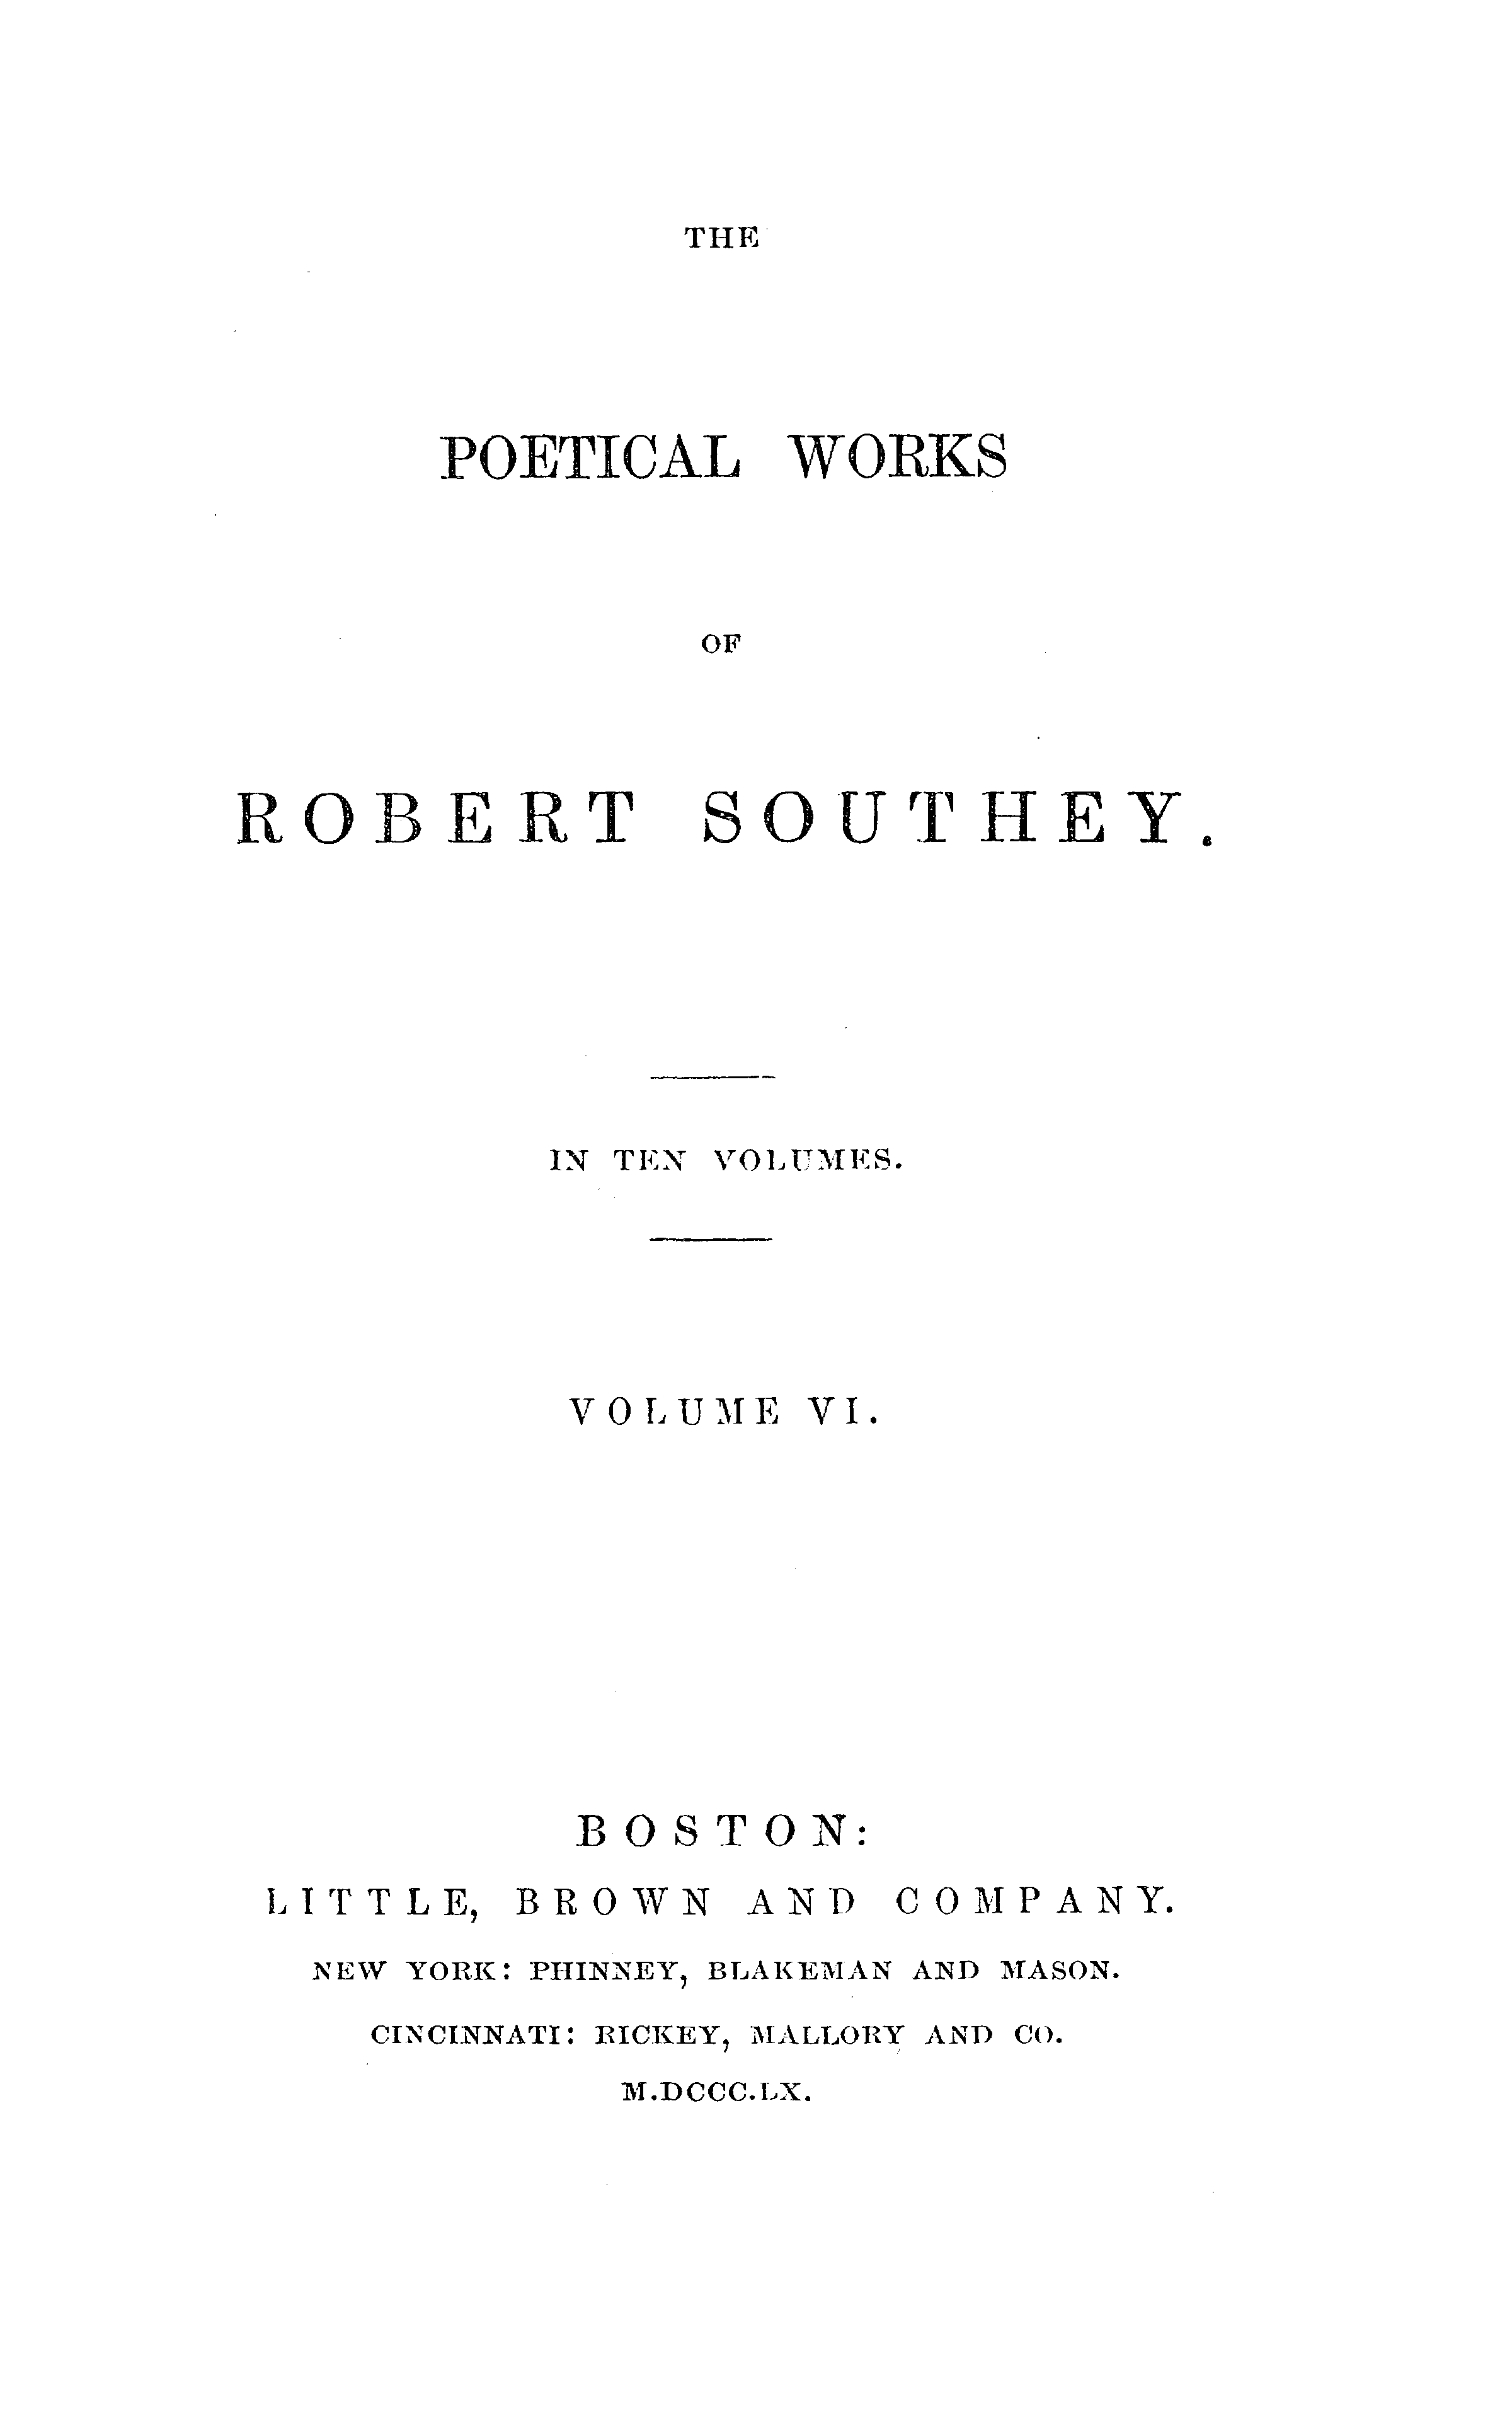 THE
POETICAL WORKS
OF
ROBERT SOUTHEY.
IN TEN VOLUMES.
VOLUME VI.
BOSTON:
LITTLE, BROWN AND COMPANY.
NEW YORK: PHINNEY, BLAKEMAN AND MASON.
CINCINNATI: RICKEY, MALLORY AND CO.
M.DCCC.LX.